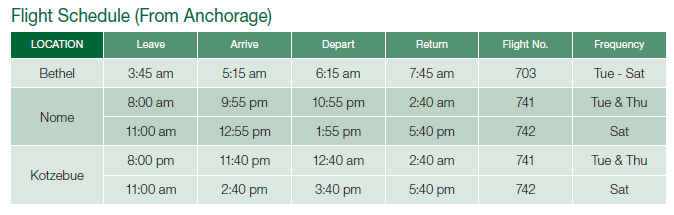 Flight Schedule (From Anchorage)
LOCATION Leave Arrive Depart Return Flight No. Frequency
Bethel 3:45 am 5:15 am 6:15 am 7:45 am 703 Tue - Sat
Nome 8:00 am 9:55 pm 10:55 pm 2:40 am 741 Tue & Thu
11:00 am 12:55 pm 1:55 pm 5:40 pm 742 Sat
Kotzebue 8:00 pm 11:40 pm 12:40 am 2:40 am 741 Tue & Thu
11:00 am 2:40 pm 3:40 pm 5:40 pm 742 Sat